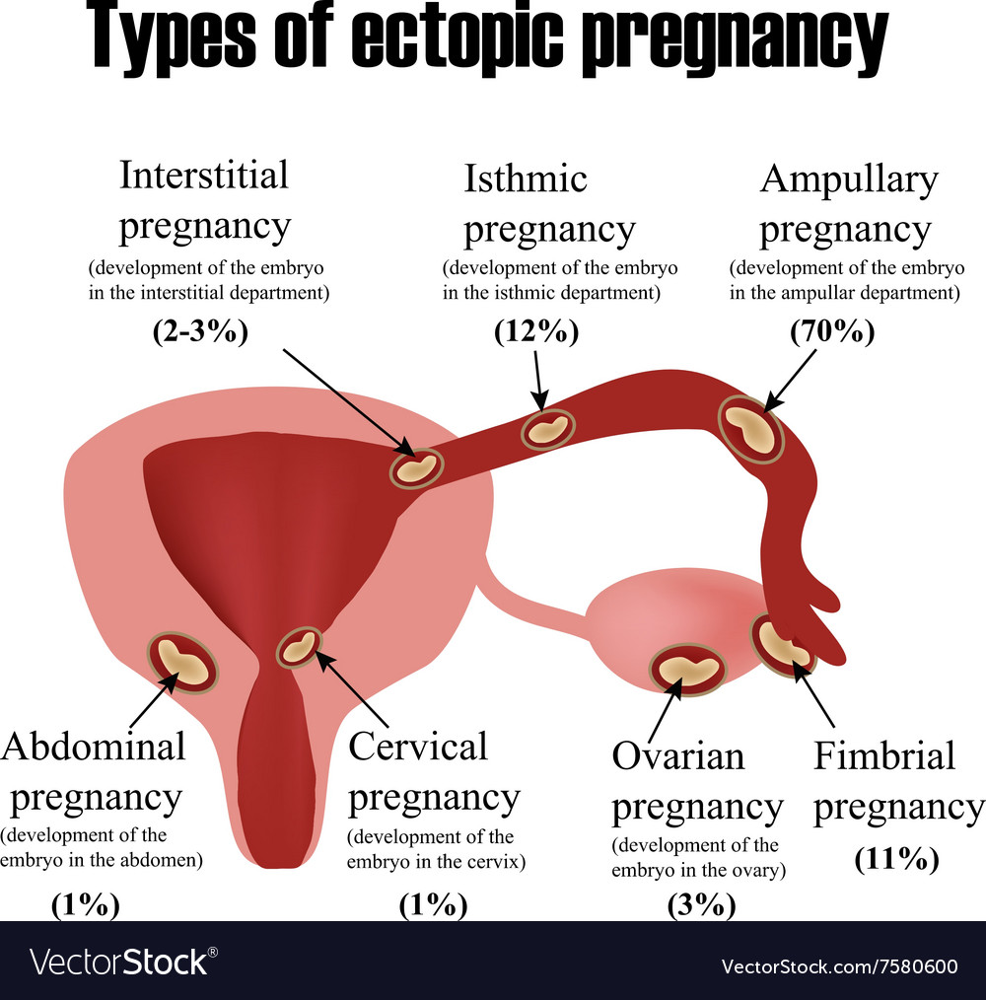 Types of ectopic pregnancy
Interstitial
pregnancy
(development of the embryo
in the interstitial department)
(2-3%)
Isthmic
pregnancy
(development of the embryo
in the isthmic department)
(12%)
Ampullary
pregnancy
(development of the embryo
in the ampullar department)
(70%)
Abdominal
pregnancy
(development of the
embryo in the abdomen)
(1%)
Cervical
pregnancy
(development of the
embryo in the cervix)
(1%)
Ovarian
pregnancy
(development of the
embryo in the ovary)
(3%)
Fimbrial
pregnancy
(11%)
VectorStock®
VectorStock.com/7580600